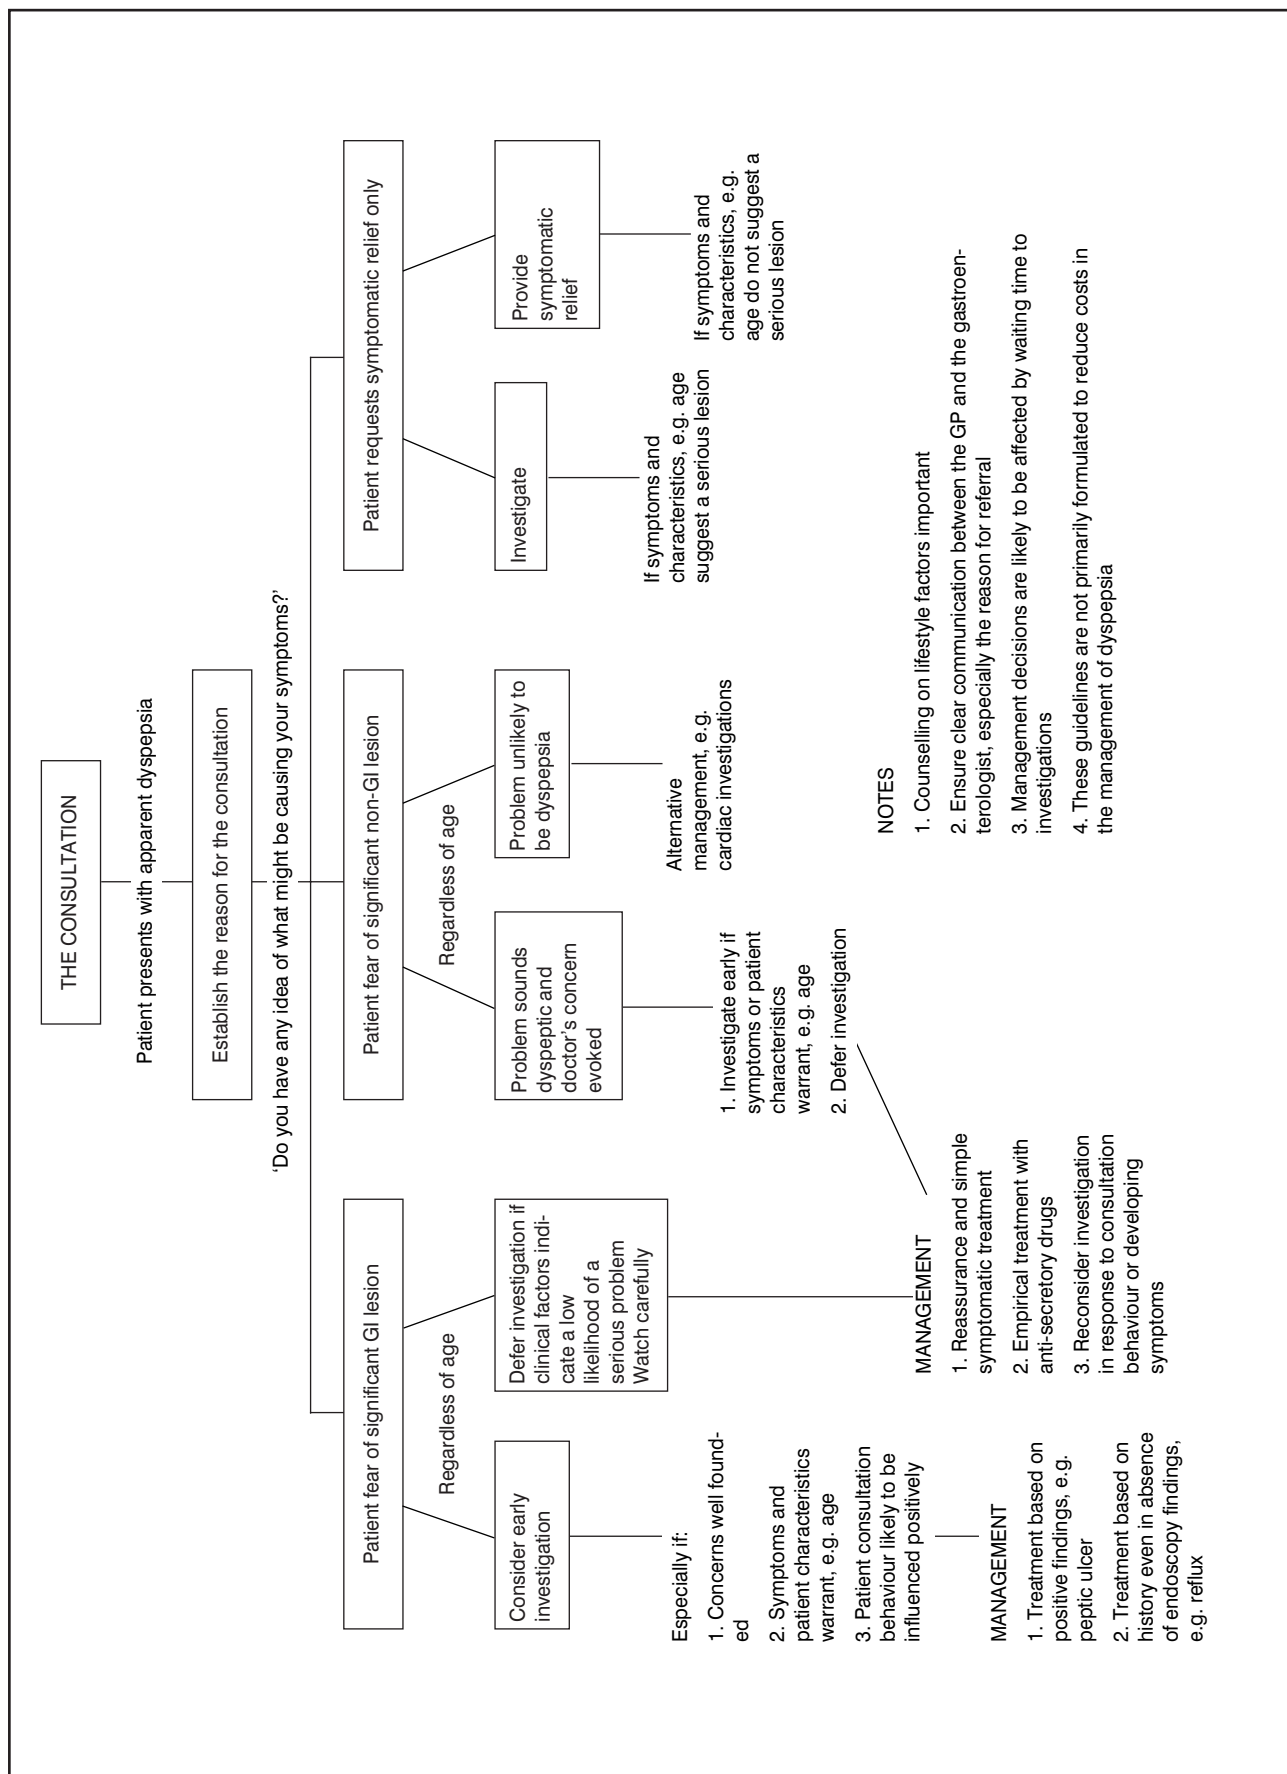 THE CONSULTATION
Patient presents with apparent dyspepsia
Establish the reason for the consultation
'Do you have any idea of what might be causing your symptoms?'
Patient fear of significant GI lesion
Regardless of age
Consider early
investigation
Especially if:
1. Concerns well found-
ed
2. Symptoms and
patient characteristics
warrant, e.g. age
3. Patient consultation
behaviour likely to be
influenced positively
MANAGEMENT
1. Treatment based on
positive findings, e.g.
peptic ulcer
2. Treatment based on
history even in absence
of endoscopy findings,
e.g. reflux
Defer investigation if
clinical factors indi-
cate a low
likelihood of a
serious problem
Watch carefully
MANAGEMENT
1. Reassurance and simple
symptomatic treatment
2. Empirical treatment with
anti-secretory drugs
3. Reconsider investigation
in response to consultation
behaviour or developing
symptoms
Patient fear of significant non-GI lesion
Regardless of age
Problem sounds
dyspeptic and
doctor's concern
evoked
1. Investigate early if
symptoms or patient
characteristics
warrant, e.g. age
2. Defer investigation
Problem unlikely to
be dyspepsia
Alternative
management, e.g.
cardiac investigations
Patient requests symptomatic relief only
Investigate
If symptoms and
characteristics, e.g. age
suggest a serious lesion
Provide
symptomatic
relief
If symptoms and
characteristics, e.g.
age do not suggest a
serious lesion
NOTES
1. Counselling on lifestyle factors important
2. Ensure clear communication between the GP and the gastroen-
terologist, especially the reason for referral
3. Management decisions are likely to be affected by waiting time to
investigations
4. These guidelines are not primarily formulated to reduce costs in
the management of dyspepsia